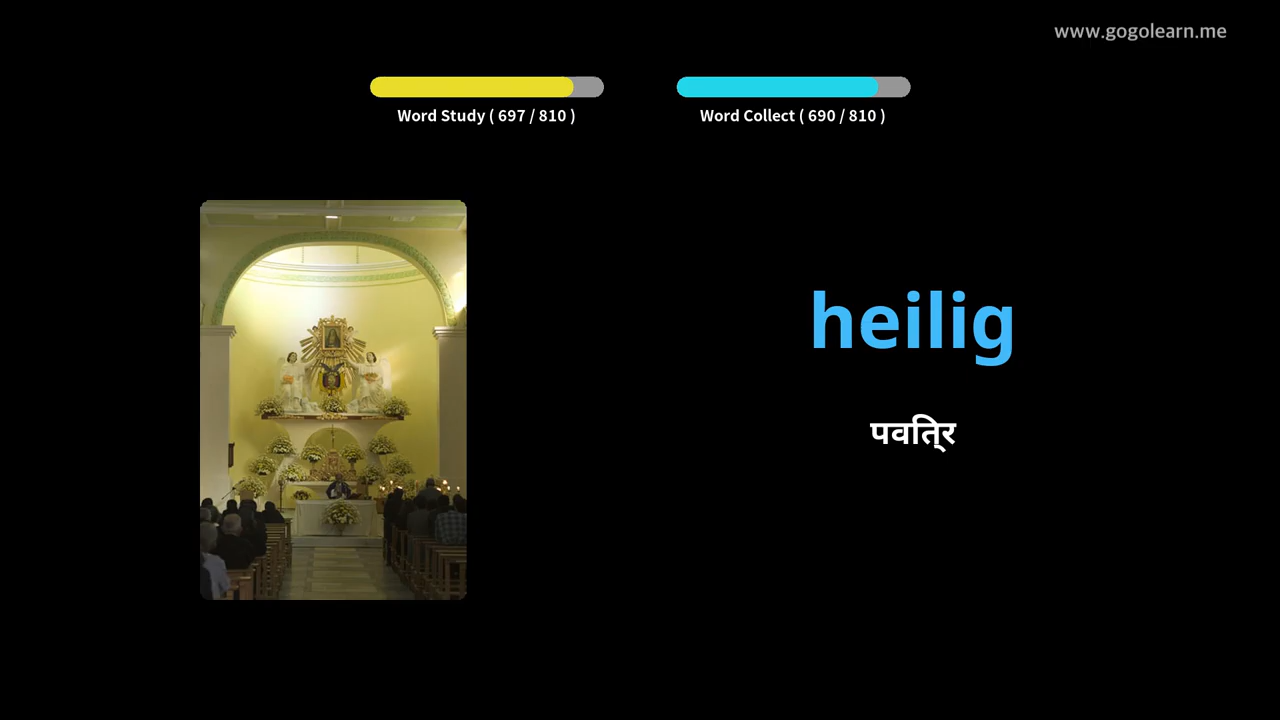 www.gogolearn.me
Word Study ( 697 / 810 )
Word Collect ( 690 / 810 )
heilig
पवित्र